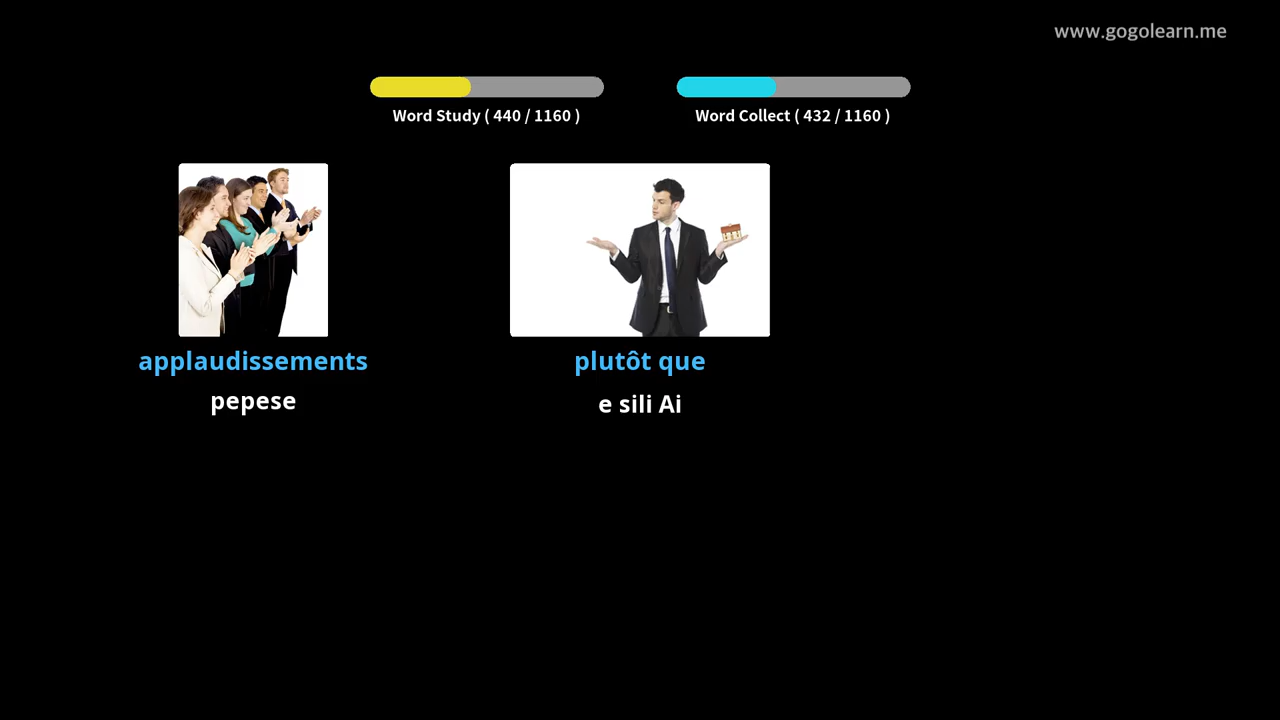 www.gogolearn.me
Word Study ( 440 / 1160 )
Word Collect ( 432 / 1160 )
applaudissements
pepese
plutôt que
e sili Ai